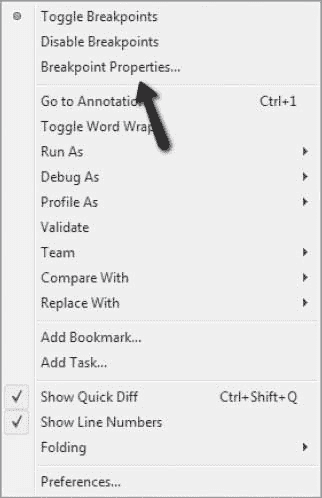 Toggle Breakpoints
Disable Breakpoints
Breakpoint Properties...
Go to Annotation Ctrl+1
Toggle Word Wrap
Run As
Debug As
Profile As
Validate
Team
Compare With
Replace With
Add Bookmark...
Add Task...
Show Quick Diff Ctrl+Shift+Q
Show Line Numbers
Folding
Preferences...